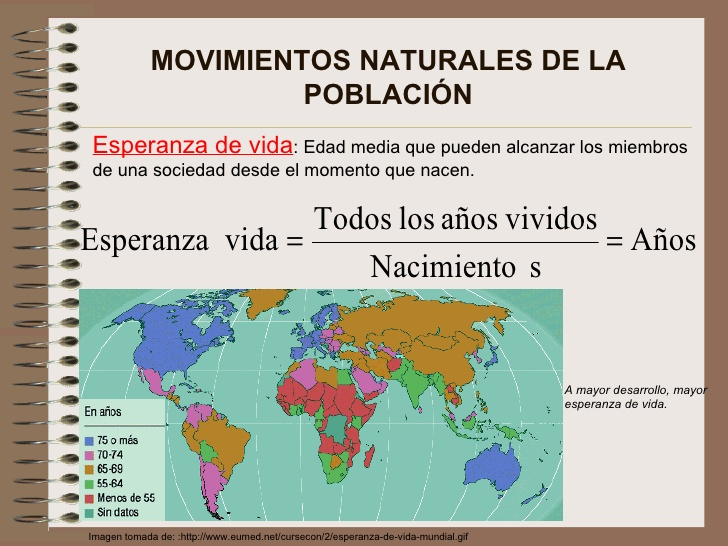 MOVIMIENTOS NATURALES DE LA
POBLACIÓN
Esperanza de vida: Edad media que pueden alcanzar los miembros
de una sociedad desde el momento que nacen.
Todos los años vividos
Esperanza vida = = Años
Nacimiento s
A mayor desarrollo, mayor
esperanza de vida.
En años
75 o más
70-74
65-69
55-64
Menos de 55
Sin datos
Imagen tomada de: :http://www.eumed.net/cursecon/2/esperanza-de-vida-mundial.gif